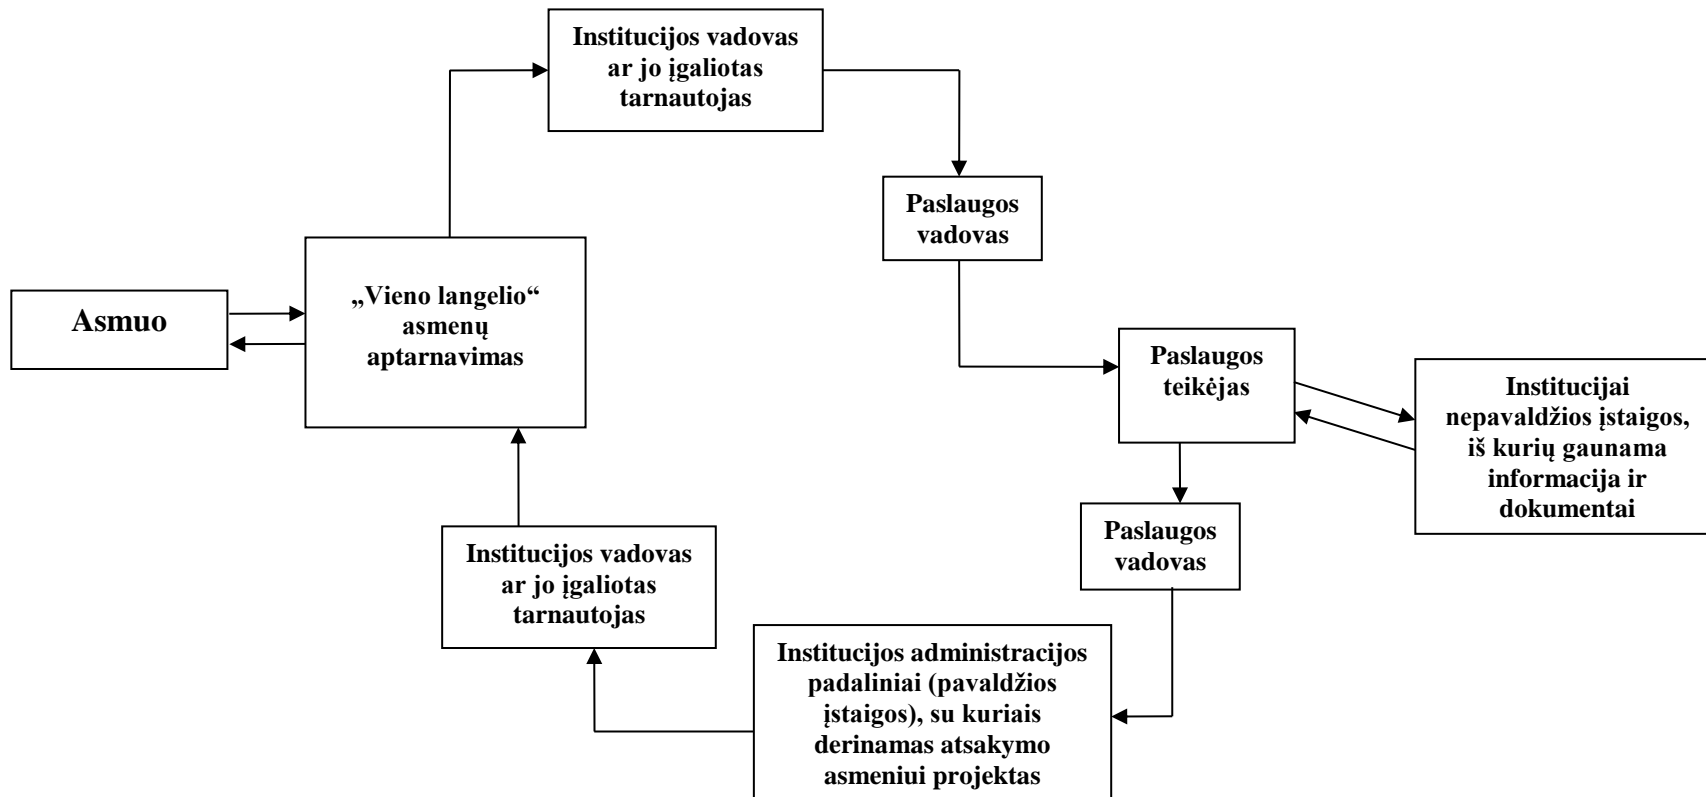 Institucijos vadovas
ar jo įgaliotas
tarnautojas
Paslaugos
vadovas
„Vieno langelio“
asmenų
aptarnavimas
Asmuo
Paslaugos
teikėjas
Institucijai
nepavaldžios įstaigos,
iš kurių gaunama
informacija ir
dokumentai
Paslaugos
vadovas
Institucijos vadovas
ar jo įgaliotas
tarnautojas
Institucijos administracijos
padaliniai (pavaldžios
įstaigos), su kuriais
derinamas atsakymo
asmeniui projektas